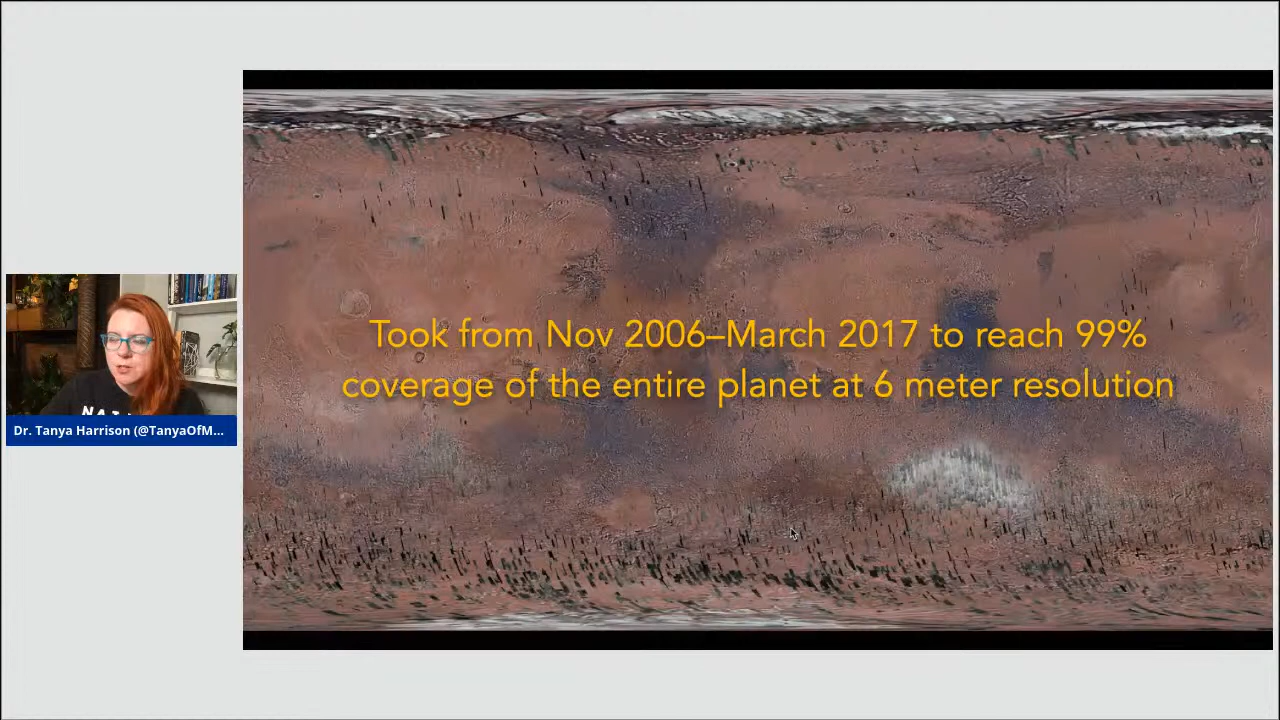 Took from Nov 2006–March 2017 to reach 99%
coverage of the entire planet at 6 meter resolution
Dr. Tanya Harrison (@TanyaOfM...